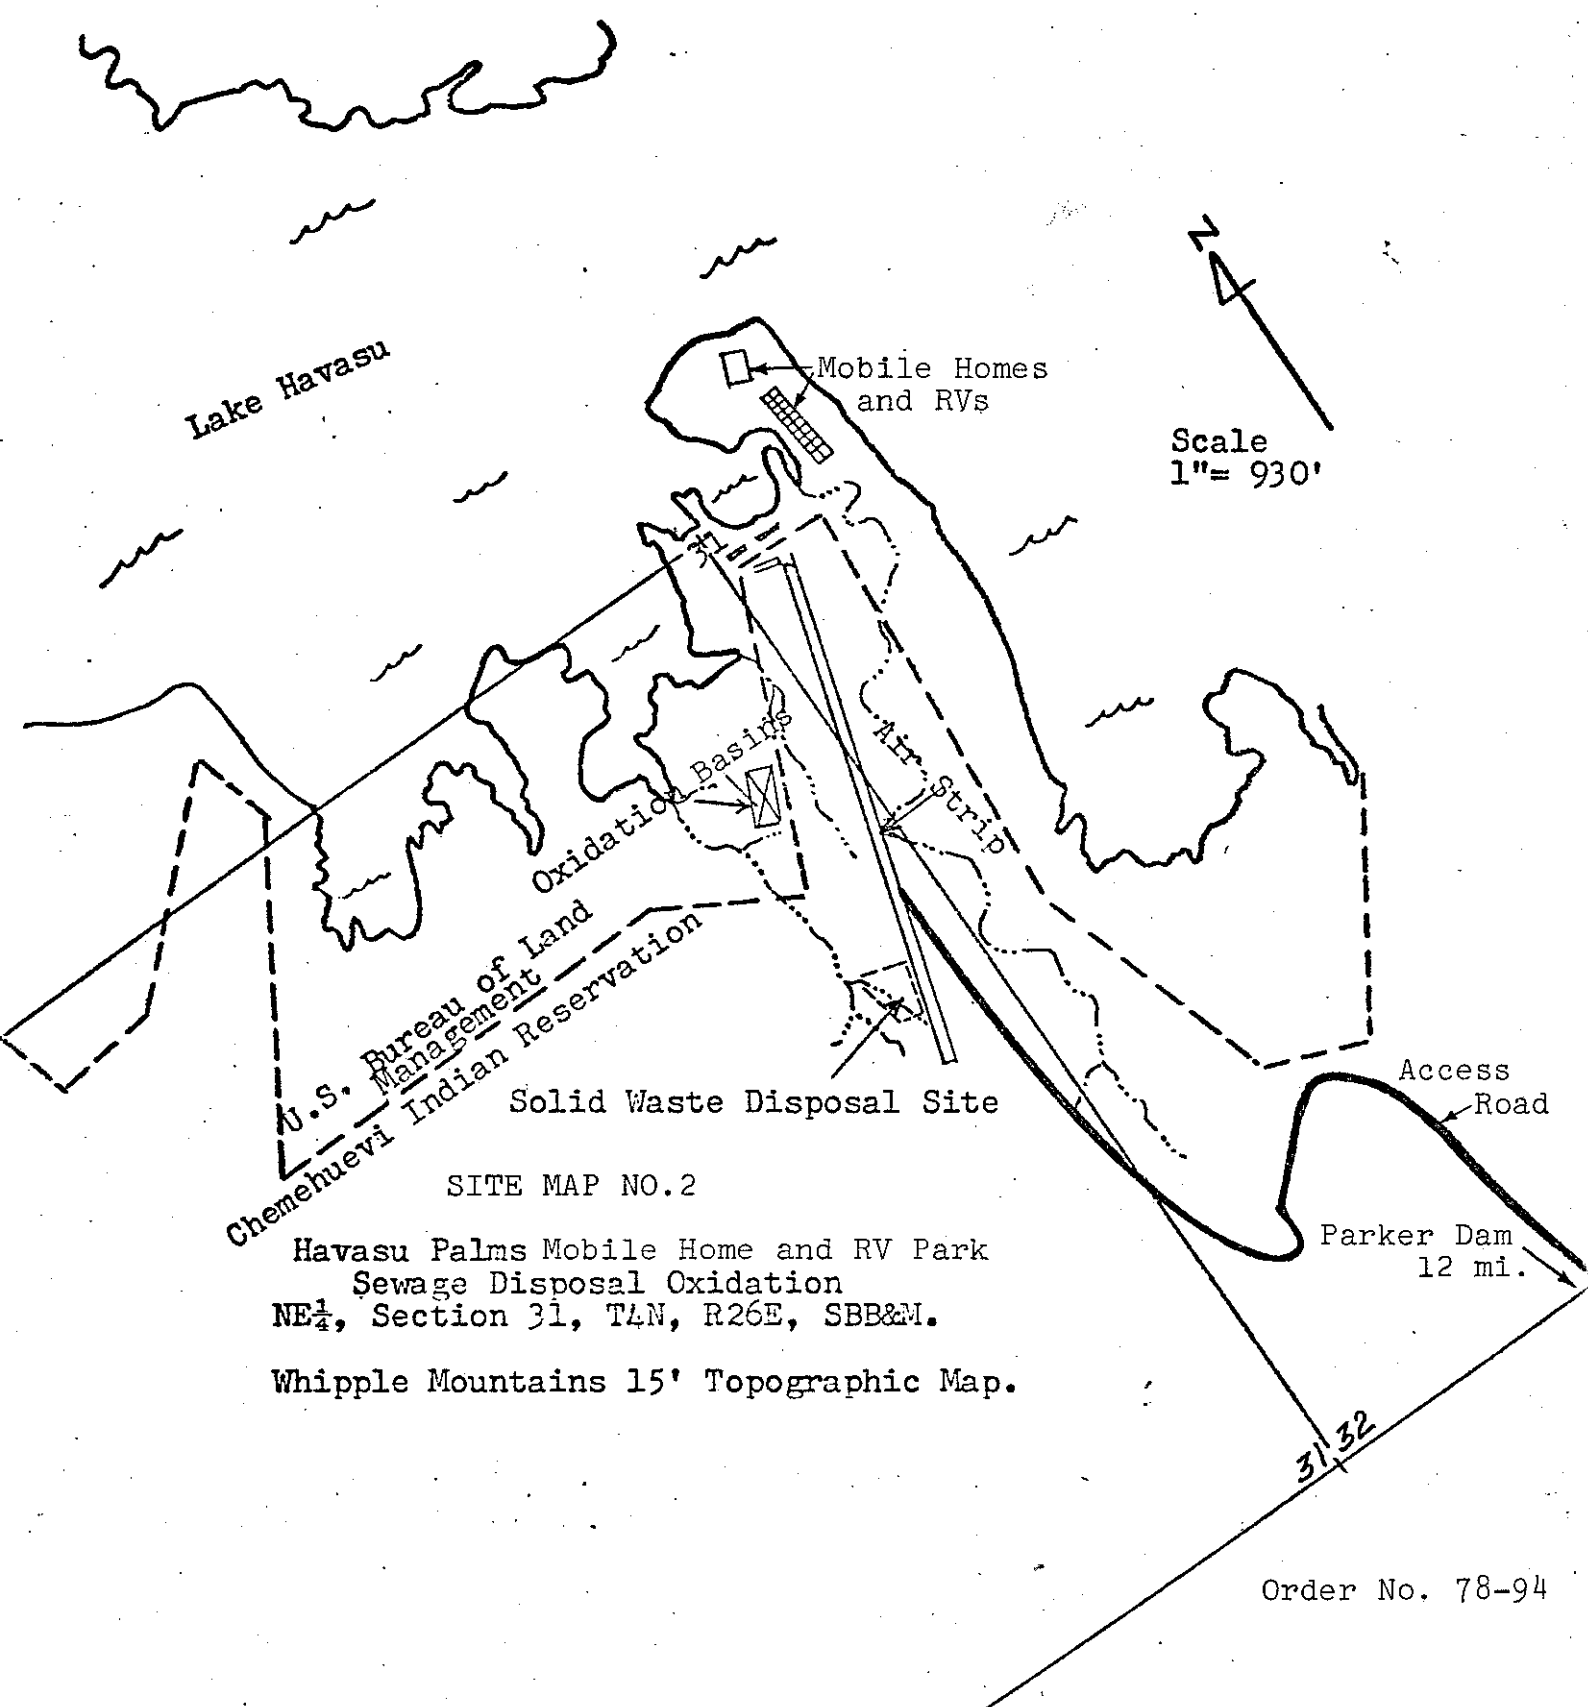 N
Lake Havasu
Mobile Homes
and RVs
Scale
1"= 930'
31
Air Strip
Oxidation Basins
U.S. Bureau of Land
Management
Chemehuevi Indian Reservation
Solid Waste Disposal Site
Access
Road
SITE MAP NO.2
Parker Dam
12 mi.
Havasu Palms Mobile Home and RV Park
Sewage Disposal Oxidation
NE¼, Section 31, T4N, R26E, SBB&M.
Whipple Mountains 15' Topographic Map.
31 32
Order No. 78-94